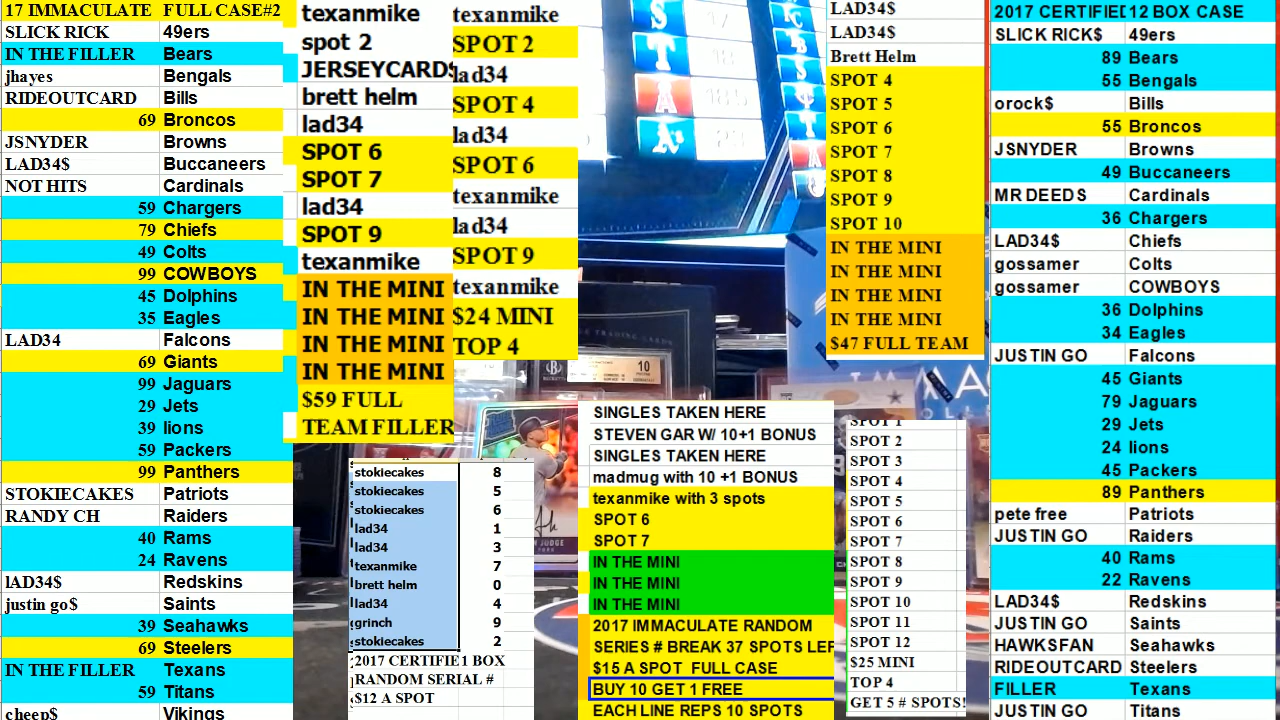 17 IMMACULATE FULL CASE#2
SLICK RICK 49ers
IN THE FILLER Bears
jhayes Bengals
RIDEOUTCARD Bills
69 Broncos
JSNYDER Browns
LAD34$ Buccaneers
NOT HITS Cardinals
59 Chargers
79 Chiefs
49 Colts
99 COWBOYS
45 Dolphins
35 Eagles
LAD34 Falcons
69 Giants
99 Jaguars
29 Jets
39 lions
59 Packers
99 Panthers
STOKIECAKES Patriots
RANDY CH Raiders
40 Rams
24 Ravens
lAD34$ Redskins
justin go$ Saints
39 Seahawks
69 Steelers
IN THE FILLER Texans
59 Titans
cheep$ Vikings
texanmike
spot 2
JERSEYCARDS
brett helm
lad34
SPOT 6
SPOT 7
lad34
SPOT 9
texanmike
IN THE MINI
IN THE MINI
IN THE MINI
IN THE MINI
$59 FULL
TEAM FILLER
texanmike
SPOT 2
lad34
SPOT 4
lad34
SPOT 6
texanmike
lad34
SPOT 9
texanmike
$24 MINI
TOP 4
stokiecakes 8
stokiecakes 5
stokiecakes 6
lad34 1
lad34 3
texanmike 7
brett helm 0
lad34 4
grinch 9
stokiecakes 2
2017 CERTIFIE1 BOX
RANDOM SERIAL #
$12 A SPOT
SINGLES TAKEN HERE
STEVEN GAR W/ 10+1 BONUS
SINGLES TAKEN HERE
madmug with 10 +1 BONUS
texanmike with 3 spots
SPOT 6
SPOT 7
IN THE MINI
IN THE MINI
IN THE MINI
2017 IMMACULATE RANDOM
SERIES # BREAK 37 SPOTS LEF
$15 A SPOT FULL CASE
BUY 10 GET 1 FREE
EACH LINE REPS 10 SPOTS
LAD34$
LAD34$
Brett Helm
SPOT 4
SPOT 5
SPOT 6
SPOT 7
SPOT 8
SPOT 9
SPOT 10
IN THE MINI
IN THE MINI
IN THE MINI
IN THE MINI
$47 FULL TEAM
SPOT 1
SPOT 2
SPOT 3
SPOT 4
SPOT 5
SPOT 6
SPOT 7
SPOT 8
SPOT 9
SPOT 10
SPOT 11
SPOT 12
$25 MINI
TOP 4
GET 5 # SPOTS!
2017 CERTIFIE 12 BOX CASE
SLICK RICK$ 49ers
89 Bears
55 Bengals
orock$ Bills
55 Broncos
JSNYDER Browns
49 Buccaneers
MR DEEDS Cardinals
36 Chargers
LAD34$ Chiefs
gossamer Colts
gossamer COWBOYS
36 Dolphins
34 Eagles
JUSTIN GO Falcons
45 Giants
79 Jaguars
29 Jets
24 lions
45 Packers
89 Panthers
pete free Patriots
JUSTIN GO Raiders
40 Rams
22 Ravens
LAD34$ Redskins
JUSTIN GO Saints
HAWKSFAN Seahawks
RIDEOUTCARD Steelers
FILLER Texans
JUSTIN GO Titans
STA
A's
10
JUDGE